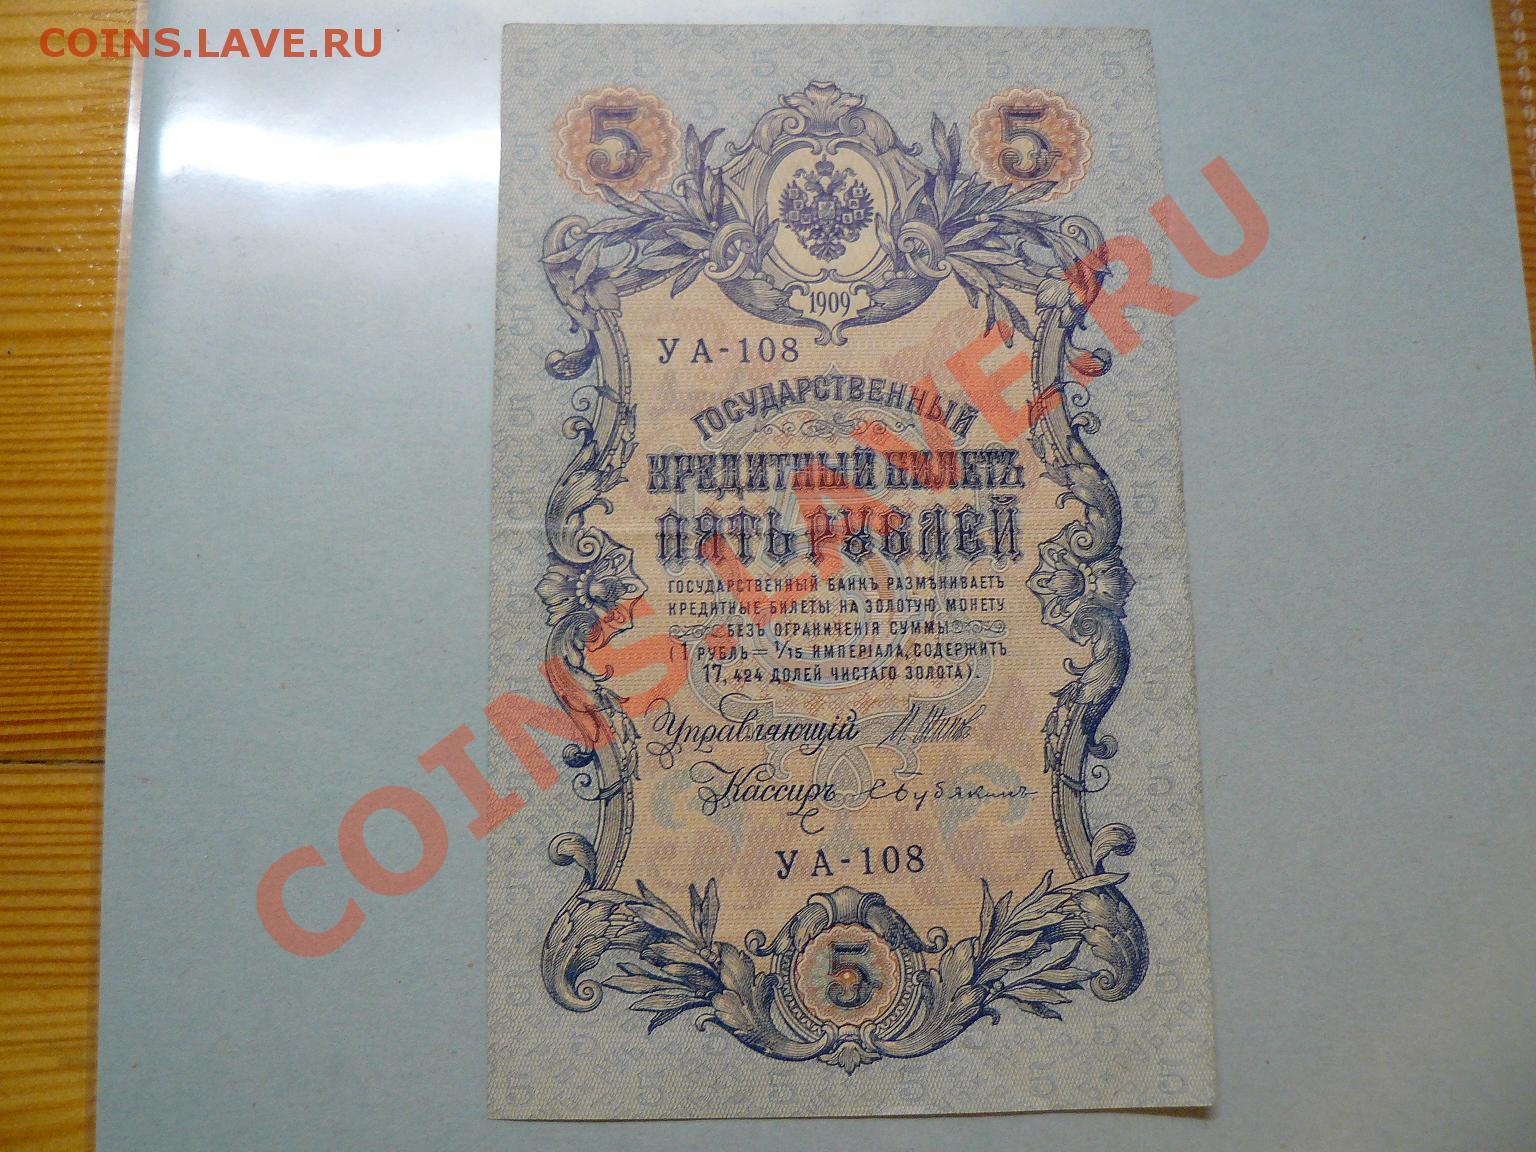 COINS.LAVE.RU
5 5
1909
УА-108
ГОСУДАРСТВЕННЫЙ
КРЕДИТНЫЙ БИЛЕТЪ
ПЯТЬ РУБЛЕЙ
ГОСУДАРСТВЕННЫЙ БАНКЪ РАЗМѢНИВАЕТЪ
КРЕДИТНЫЕ БИЛЕТЫ НА ЗОЛОТУЮ МОНЕТУ
БЕЗЪ ОГРАНИЧЕНІЯ СУММЫ
(1 РУБЛЬ = 1/15 ИМПЕРІАЛА, СОДЕРЖИТЪ
17,424 ДОЛЕЙ ЧИСТАГО ЗОЛОТА).
Управляющій И Шипов
Кассиръ Е Бубякинъ
УА-108
5
COINS.LAVE.RU